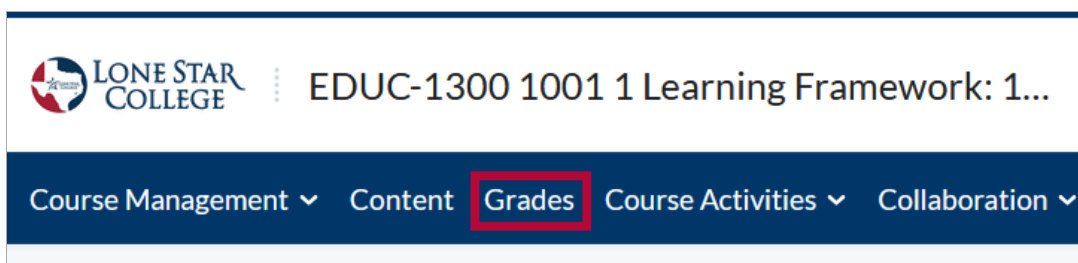 LONE STAR
COLLEGE
EDUC-1300 1001 1 Learning Framework: 1...
Course Management Content Grades Course Activities Collaboration